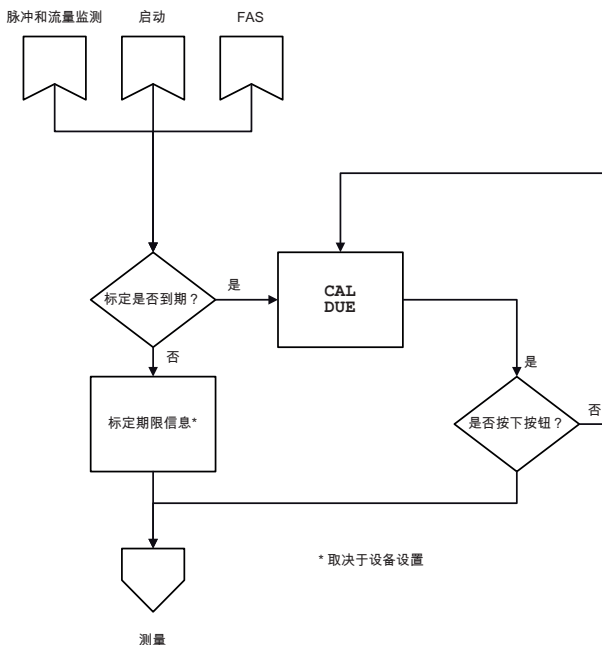 脉冲和流量监测
启动
FAS
标定是否到期？
是
CAL
DUE
否
是
标定期限信息*
是否按下按钮？
否
* 取决于设备设置
测量